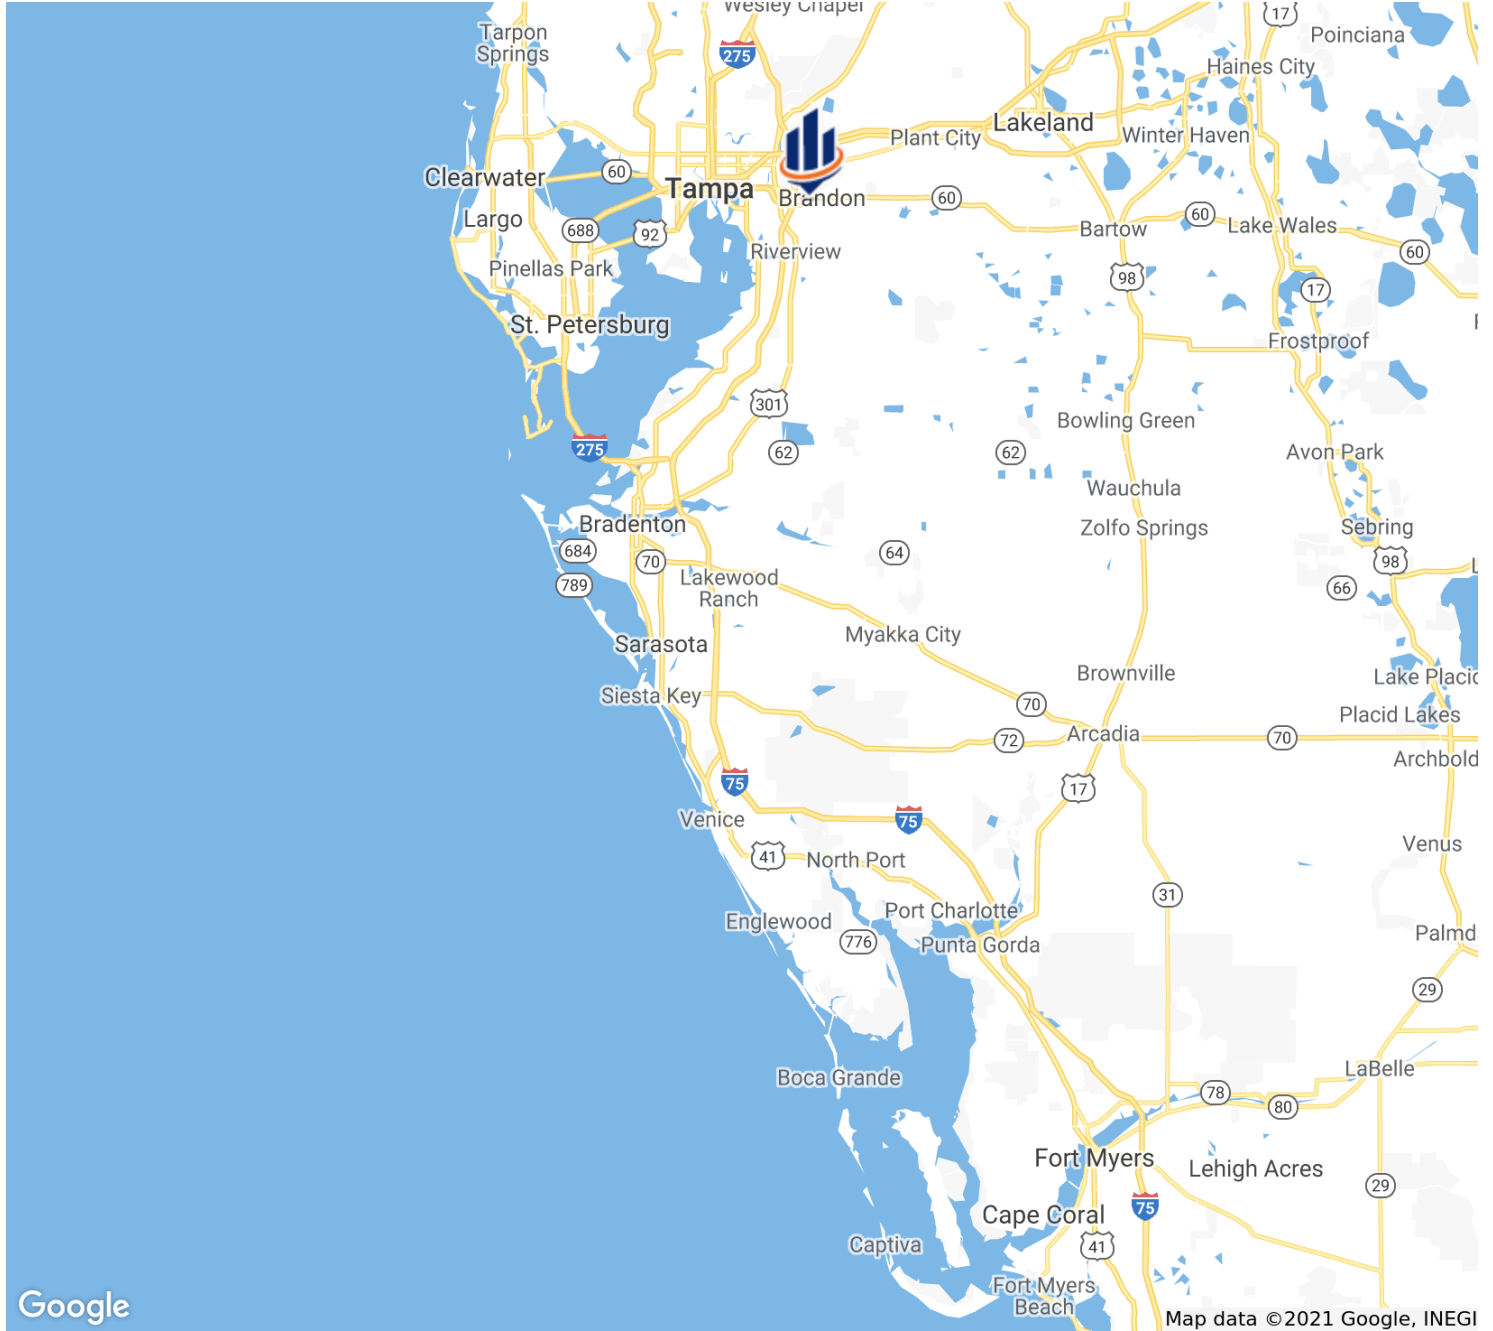 Wesley Chapel
17
Poinciana
Tarpon
Springs
275
Haines City
Lakeland
Plant City
Winter Haven
Clearwater
60
Tampa
Brandon
60
60
Largo
688
92
Bartow
Lake Wales
Riverview
60
Pinellas Park
98
17
St. Petersburg
Frostproof
301
Bowling Green
275
62
62
Avon Park
Wauchula
Bradenton
Zolfo Springs
Sebring
684
70
64
98
789
Lakewood
Ranch
66
Myakka City
Sarasota
Brownville
Lake Placid
Siesta Key
70
Placid Lakes
72
Arcadia
70
Archbold
75
17
Venice
75
Venus
41
North Port
31
Port Charlotte
Englewood
776
Punta Gorda
Palmd
29
Boca Grande
LaBelle
78
80
Fort Myers
Lehigh Acres
29
Cape Coral
75
Captiva
41
Fort Myers
Beach
Google
Map data ©2021 Google, INEGI